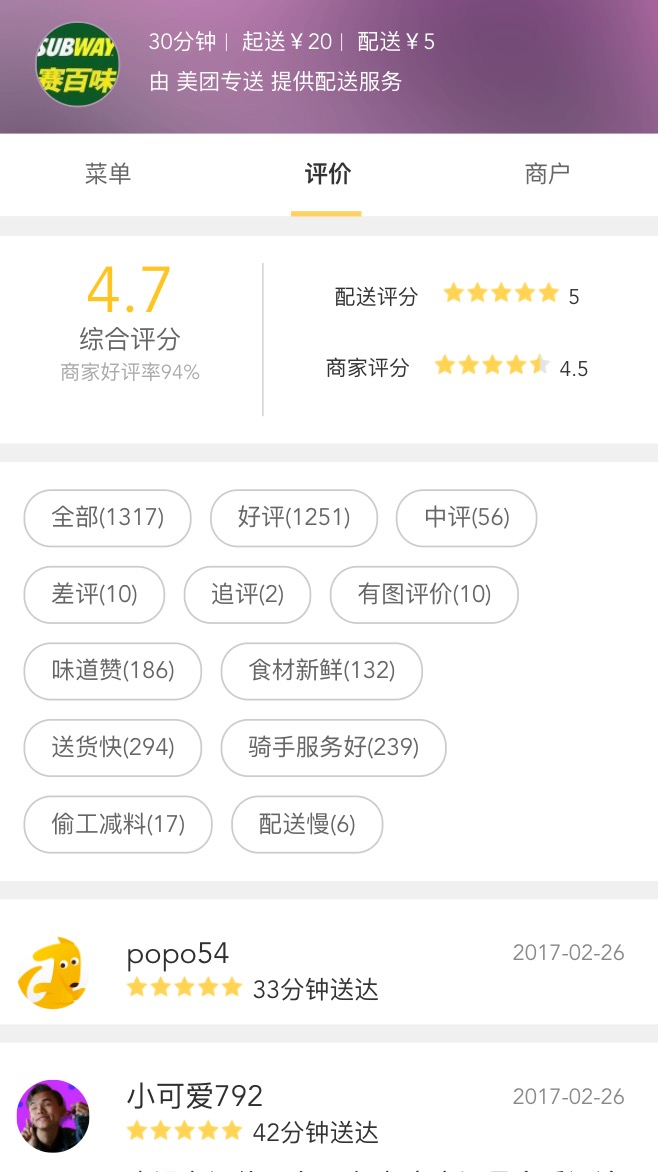 SUBWAY
赛百味
30分钟| 起送￥20| 配送￥5
由 美团专送 提供配送服务
菜单 评价 商户
4.7
综合评分
商家好评率94%
配送评分 5
商家评分 4.5
全部(1317) 好评(1251) 中评(56)
差评(10) 追评(2) 有图评价(10)
味道赞(186) 食材新鲜(132)
送货快(294) 骑手服务好(239)
偷工减料(17) 配送慢(6)
popo54 2017-02-26
33分钟送达
小可爱792 2017-02-26
42分钟送达